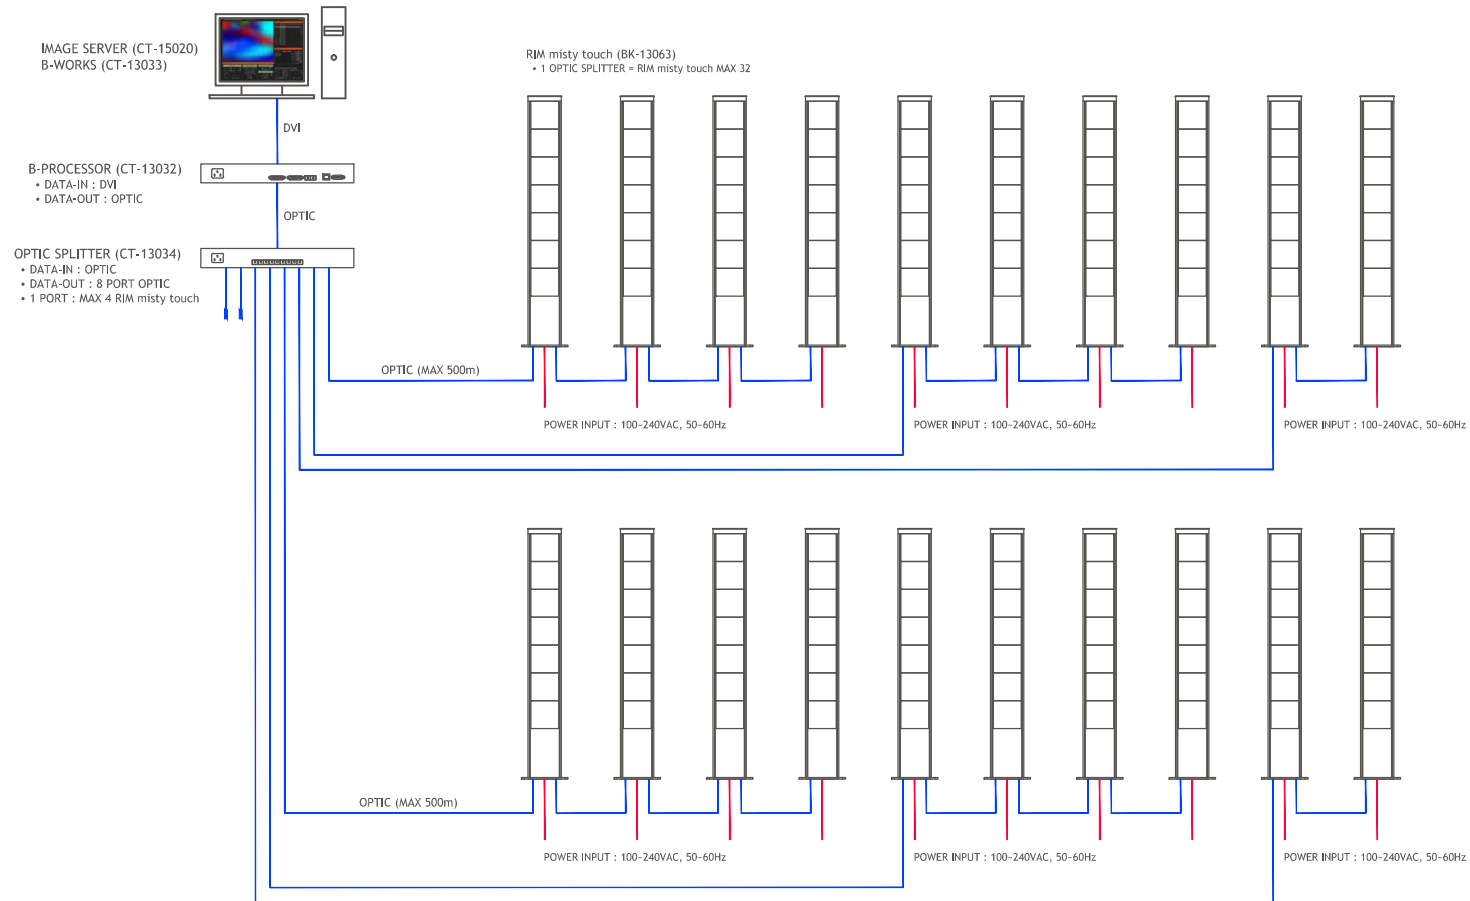 IMAGE SERVER (CT-15020)
B-WORKS (CT-13033)
RIM misty touch (BK-13063)
• 1 OPTIC SPLITTER = RIM misty touch MAX 32
DVI
B-PROCESSOR (CT-13032)
• DATA-IN : DVI
• DATA-OUT : OPTIC
OPTIC
OPTIC SPLITTER (CT-13034)
• DATA-IN : OPTIC
• DATA-OUT : 8 PORT OPTIC
• 1 PORT : MAX 4 RIM misty touch
OPTIC (MAX 500m)
POWER INPUT : 100~240VAC, 50~60Hz
POWER INPUT : 100~240VAC, 50~60Hz
POWER INPUT : 100~240VAC, 50~60Hz
OPTIC (MAX 500m)
POWER INPUT : 100~240VAC, 50~60Hz
POWER INPUT : 100~240VAC, 50~60Hz
POWER INPUT : 100~240VAC, 50~60Hz